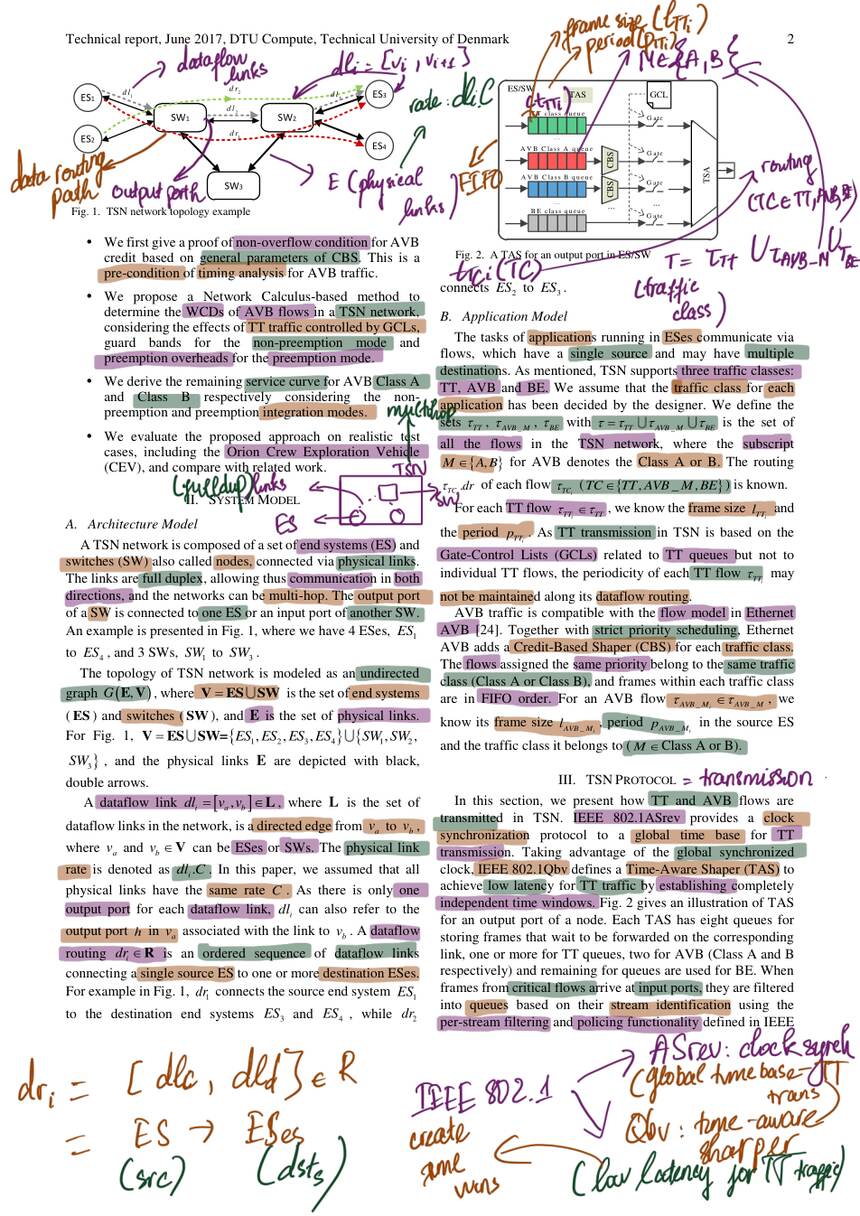 Technical report, June 2017, DTU Compute, Technical University of Denmark
2
dataflow
links
dl_i = [v_i, v_i+1]
rate: dl_i.C
data routing
path
output path
E (physical
links)
ES1
ES2
SW1
SW2
SW3
ES3
ES4
dl1
dr2
dr1
Fig. 1. TSN network topology example
frame size (l_TTi)
period (p_TTi)
M ∈ {A, B}
ES/SW
TAS
GCL
TT class queue
Gate
AVB Class A queue
CBS
Gate
AVB Class B queue
CBS
Gate
...
BE class queue
Gate
TSA
FIFO
routing
Fig. 2. A TAS for an output port in ES/SW
(traffic
class)
• We first give a proof of non-overflow condition for AVB
credit based on general parameters of CBS. This is a
pre-condition of timing analysis for AVB traffic.
• We propose a Network Calculus-based method to
determine the WCDs of AVB flows in a TSN network,
considering the effects of TT traffic controlled by GCLs,
guard bands for the non-preemption mode and
preemption overheads for the preemption mode.
• We derive the remaining service curve for AVB Class A
and Class B respectively considering the non-
preemption and preemption integration modes.
• We evaluate the proposed approach on realistic test
cases, including the Orion Crew Exploration Vehicle
(CEV), and compare with related work.
multihop
TSN
(fulldup) links
SW
ES
II. SYSTEM MODEL
A. Architecture Model
A TSN network is composed of a set of end systems (ES) and
switches (SW) also called nodes, connected via physical links.
The links are full duplex, allowing thus communication in both
directions, and the networks can be multi-hop. The output port
of a SW is connected to one ES or an input port of another SW.
An example is presented in Fig. 1, where we have 4 ESes, ES1
to ES4, and 3 SWs, SW1 to SW3.
The topology of TSN network is modeled as an undirected
graph G(E,V), where V = ES∪SW is the set of end systems
(ES) and switches (SW), and E is the set of physical links.
For Fig. 1, V = ES∪SW={ES1, ES2, ES3, ES4}∪{SW1, SW2,
SW3}, and the physical links E are depicted with black,
double arrows.
A dataflow link dl_i = [v_a, v_b] ∈ L, where L is the set of
dataflow links in the network, is a directed edge from v_a to v_b,
where v_a and v_b ∈ V can be ESes or SWs. The physical link
rate is denoted as dl_i.C. In this paper, we assumed that all
physical links have the same rate C. As there is only one
output port for each dataflow link, dl_i can also refer to the
output port h in v_a associated with the link to v_b. A dataflow
routing dr_i ∈ R is an ordered sequence of dataflow links
connecting a single source ES to one or more destination ESes.
For example in Fig. 1, dr1 connects the source end system ES1
to the destination end systems ES3 and ES4, while dr2
connects ES2 to ES3.
B. Application Model
The tasks of applications running in ESes communicate via
flows, which have a single source and may have multiple
destinations. As mentioned, TSN supports three traffic classes:
TT, AVB and BE. We assume that the traffic class for each
application has been decided by the designer. We define the
sets τ_TT, τ_AVB_M, τ_BE with τ = τ_TT ∪ τ_AVB_M ∪ τ_BE is the set of
all the flows in the TSN network, where the subscript
M ∈ {A, B} for AVB denotes the Class A or B. The routing
τ_TCi.dr of each flow τ_TCi (TC ∈ {TT, AVB_M, BE}) is known.
For each TT flow τ_TTi ∈ τ_TT, we know the frame size l_TTi and
the period p_TTi. As TT transmission in TSN is based on the
Gate-Control Lists (GCLs) related to TT queues but not to
individual TT flows, the periodicity of each TT flow τ_TTi may
not be maintained along its dataflow routing.
AVB traffic is compatible with the flow model in Ethernet
AVB [24]. Together with strict priority scheduling, Ethernet
AVB adds a Credit-Based Shaper (CBS) for each traffic class.
The flows assigned the same priority belong to the same traffic
class (Class A or Class B), and frames within each traffic class
are in FIFO order. For an AVB flow τ_AVB_Mi ∈ τ_AVB_M, we
know its frame size l_AVB_Mi, period p_AVB_Mi in the source ES
and the traffic class it belongs to (M ∈ Class A or B).
III. TSN PROTOCOL = transmission
In this section, we present how TT and AVB flows are
transmitted in TSN. IEEE 802.1ASrev provides a clock
synchronization protocol to a global time base for TT
transmission. Taking advantage of the global synchronized
clock, IEEE 802.1Qbv defines a Time-Aware Shaper (TAS) to
achieve low latency for TT traffic by establishing completely
independent time windows. Fig. 2 gives an illustration of TAS
for an output port of a node. Each TAS has eight queues for
storing frames that wait to be forwarded on the corresponding
link, one or more for TT queues, two for AVB (Class A and B
respectively) and remaining for queues are used for BE. When
frames from critical flows arrive at input ports, they are filtered
into queues based on their stream identification using the
per-stream filtering and policing functionality defined in IEEE
dr_i = [dl_c, dl_d] ∈ R
= ES → ESes
(src) (dsts)
IEEE 802.1
ASrev: clock synch
(global time base - TT
trans)
Qbv: time-aware
sharper
(low latency for TT traffic)
create
time
wins